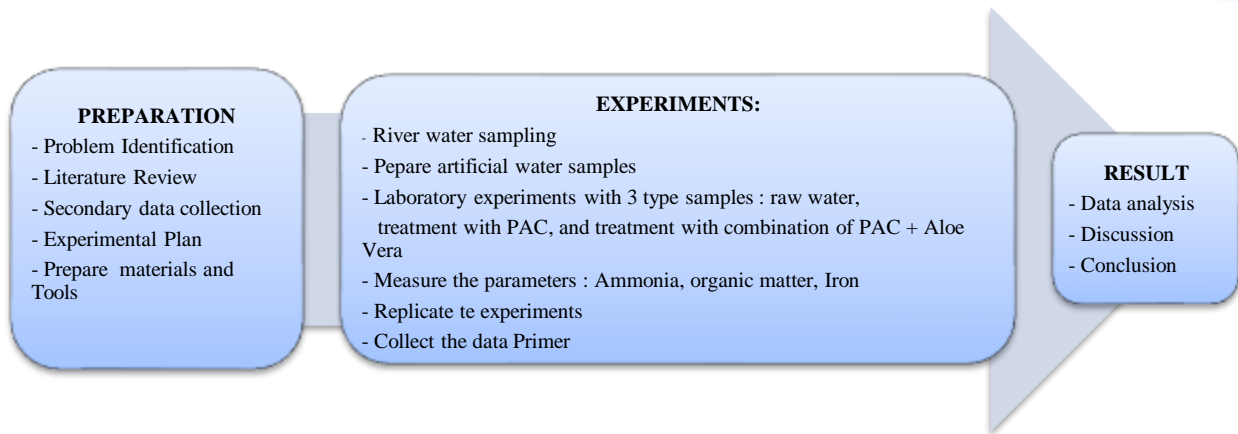 PREPARATION
- Problem Identification
- Literature Review
- Secondary data collection
- Experimental Plan
- Prepare materials and
Tools
EXPERIMENTS:
- River water sampling
- Pepare artificial water samples
- Laboratory experiments with 3 type samples : raw water,
treatment with PAC, and treatment with combination of PAC + Aloe
Vera
- Measure the parameters : Ammonia, organic matter, Iron
- Replicate te experiments
- Collect the data Primer
RESULT
- Data analysis
- Discussion
- Conclusion